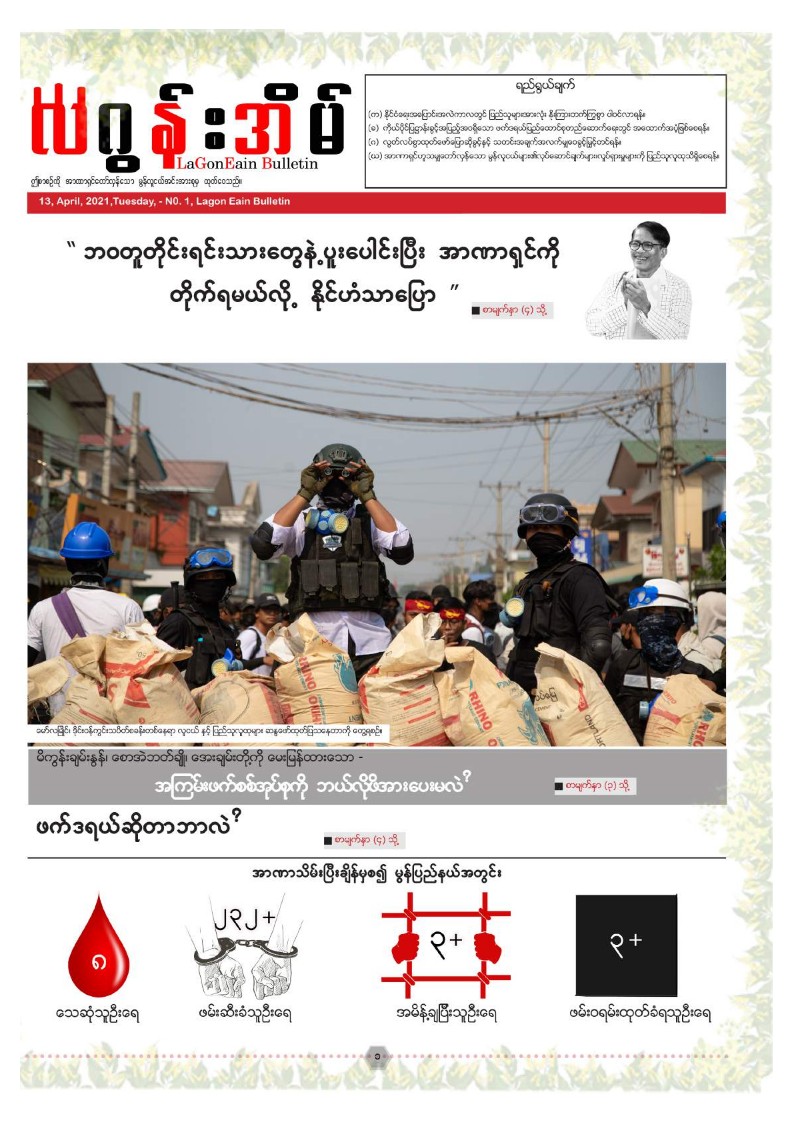 လဂွန်းအိမ်
LaGonEain Bulletin
ဤစာစဉ်ကို အာဏာရှင်တော်လှန်သော မွန်လူငယ်အင်အားစုမှ ထုတ်ဝေသည်။
ရည်ရွယ်ချက်
(က) နိုင်ငံရေးအပြောင်းအလဲကာလတွင် ပြည်သူများအားလုံး နိုးကြားတက်ကြွစွာ ပါဝင်လာရန်။
(ခ) ကိုယ်ပိုင်ပြဌာန်းခွင့်အပြည့်အဝရှိသော ဖက်ဒရယ်ပြည်ထောင်စုတည်ဆောက်ရေးတွင် အထောက်အပံ့ဖြစ်စေရန်။
(ဂ) လွတ်လပ်စွာထုတ်ဖော်ပြောဆိုခွင့်နှင့် သတင်းအချက်အလက်မျှဝေခွင့်မြှင့်တင်ရန်။
(ဃ) အာဏာရှင်ဟူသမျှတော်လှန်သော မွန်လူငယ်များ၏လုပ်ဆောင်ချက်များ၊လှုပ်ရှားမှုများကို ပြည်သူလူထုသိရှိစေရန်။
13, April, 2021,Tuesday, - N0. 1, Lagon Eain Bulletin
“ ဘဝတူတိုင်းရင်းသားတွေနဲ့ပူးပေါင်းပြီး အာဏာရှင်ကို
တိုက်ရမယ်လို့ နိုင်ဟံသာပြော ”
■ စာမျက်နှာ (၄) သို့
RHINO
မော်လမြိုင်၊ ဒိုင်းဝန်ကွင်းသပိတ်စခန်းတစ်နေရာ လူငယ် နှင့် ပြည်သူလူထုများ ဆန္ဒဖော်ထုတ်ပြသနေတာကို တွေ့ရစဉ်။
မိကွန်းချမ်းနွန်၊ စောအဲဘတ်ချို၊ အေးချမ်းတို့ကို မေးမြန်ထားသော -
အကြမ်းဖက်စစ်အုပ်စုကို ဘယ်လိုဖိအားပေးမလဲ?
■ စာမျက်နှာ (၃) သို့
ဖက်ဒရယ်ဆိုတာဘာလဲ?
■ စာမျက်နှာ (၄) သို့
အာဏာသိမ်းပြီးချိန်မှစ၍ မွန်ပြည်နယ်အတွင်း
၈
၂၃၂+
၃+
၃+
သေဆုံသူဦးရေ
ဖမ်းဆီးခံသူဦးရေ
အမိန့်ချပြီးသူဦးရေ
ဖမ်းဝရမ်းထုတ်ခံရသူဦးရေ
၁